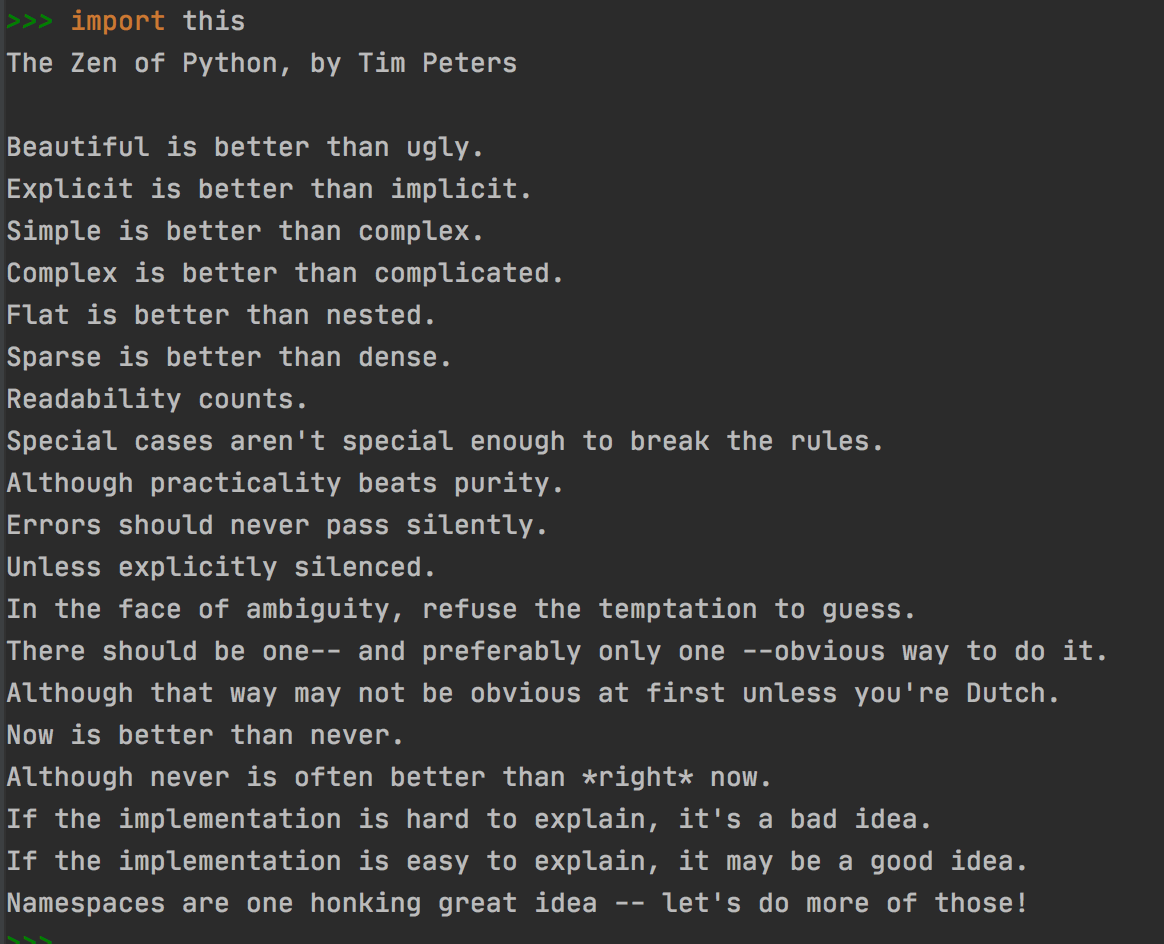 >>> import this
The Zen of Python, by Tim Peters

Beautiful is better than ugly.
Explicit is better than implicit.
Simple is better than complex.
Complex is better than complicated.
Flat is better than nested.
Sparse is better than dense.
Readability counts.
Special cases aren't special enough to break the rules.
Although practicality beats purity.
Errors should never pass silently.
Unless explicitly silenced.
In the face of ambiguity, refuse the temptation to guess.
There should be one-- and preferably only one --obvious way to do it.
Although that way may not be obvious at first unless you're Dutch.
Now is better than never.
Although never is often better than *right* now.
If the implementation is hard to explain, it's a bad idea.
If the implementation is easy to explain, it may be a good idea.
Namespaces are one honking great idea -- let's do more of those!
>>>